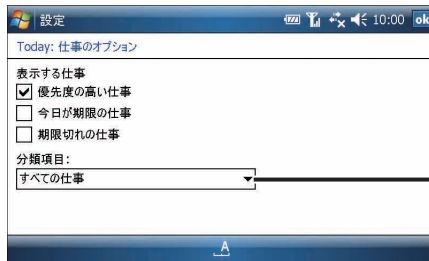 設定 10:00 ok
Today: 仕事のオプション
表示する仕事
優先度の高い仕事
今日が期限の仕事
期限切れの仕事
分類項目:
すべての仕事
A